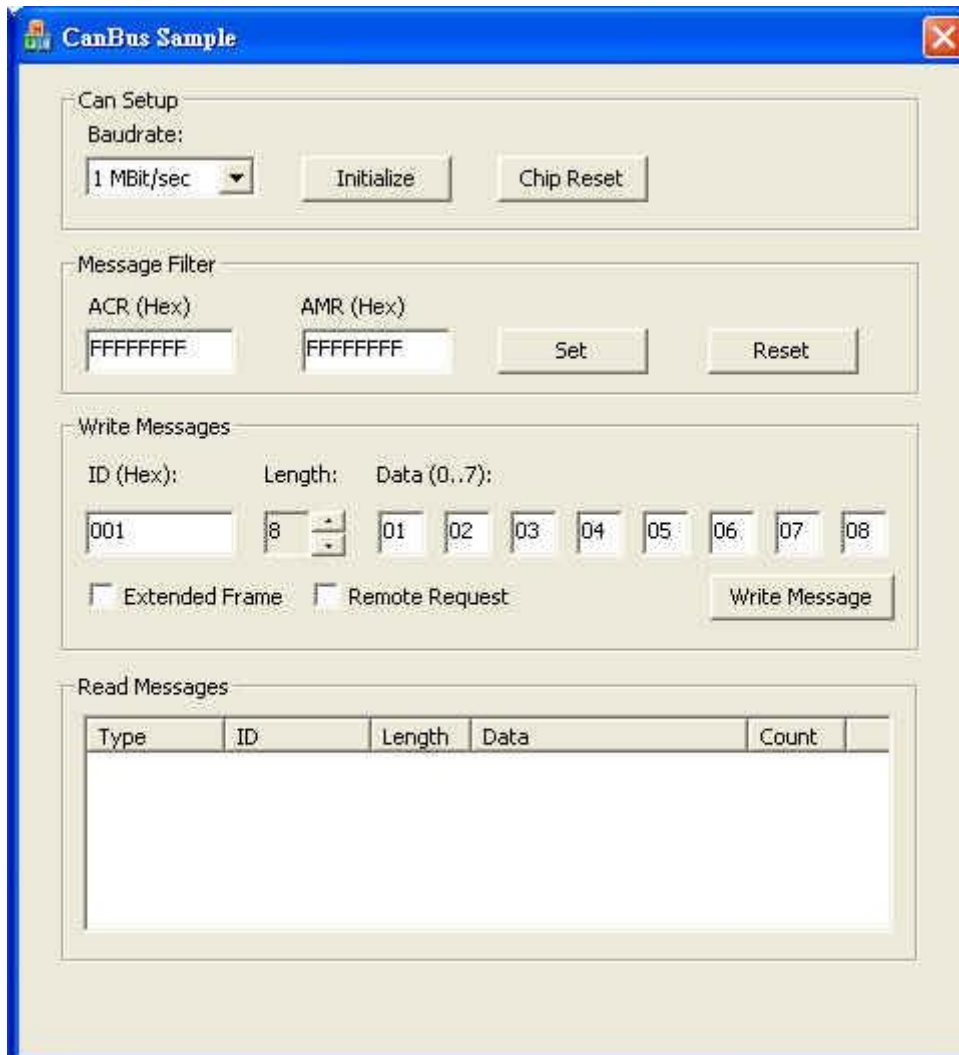 CanBus Sample
Can Setup
Baudrate:
1 MBit/sec Initialize Chip Reset
Message Filter
ACR (Hex) AMR (Hex)
FFFFFFFF FFFFFFFF Set Reset
Write Messages
ID (Hex): Length: Data (0..7):
001 8 01 02 03 04 05 06 07 08
Extended Frame Remote Request Write Message
Read Messages
Type ID Length Data Count